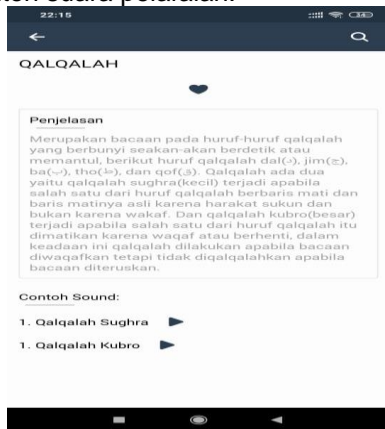 22:15
QALQALAH
Penjelasan
Merupakan bacaan pada huruf-huruf qalqalah
yang berbunyi seakan-akan berdetik atau
memantul, berikut huruf qalqalah dal(د), jim(ج),
ba(ب), tho(ط), dan qof(ق). Qalqalah ada dua
yaitu qalqalah sughra(kecil) terjadi apabila
salah satu dari huruf qalqalah berbaris mati dan
baris matinya asli karena harakat sukun dan
bukan karena wakaf. Dan qalqalah kubro(besar)
terjadi apabila salah satu dari huruf qalqalah itu
dimatikan karena waqaf atau berhenti, dalam
keadaan ini qalqalah dilakukan apabila bacaan
diwaqafkan tetapi tidak diqalqalahkan apabila
bacaan diteruskan.
Contoh Sound:
1. Qalqalah Sughra
1. Qalqalah Kubro